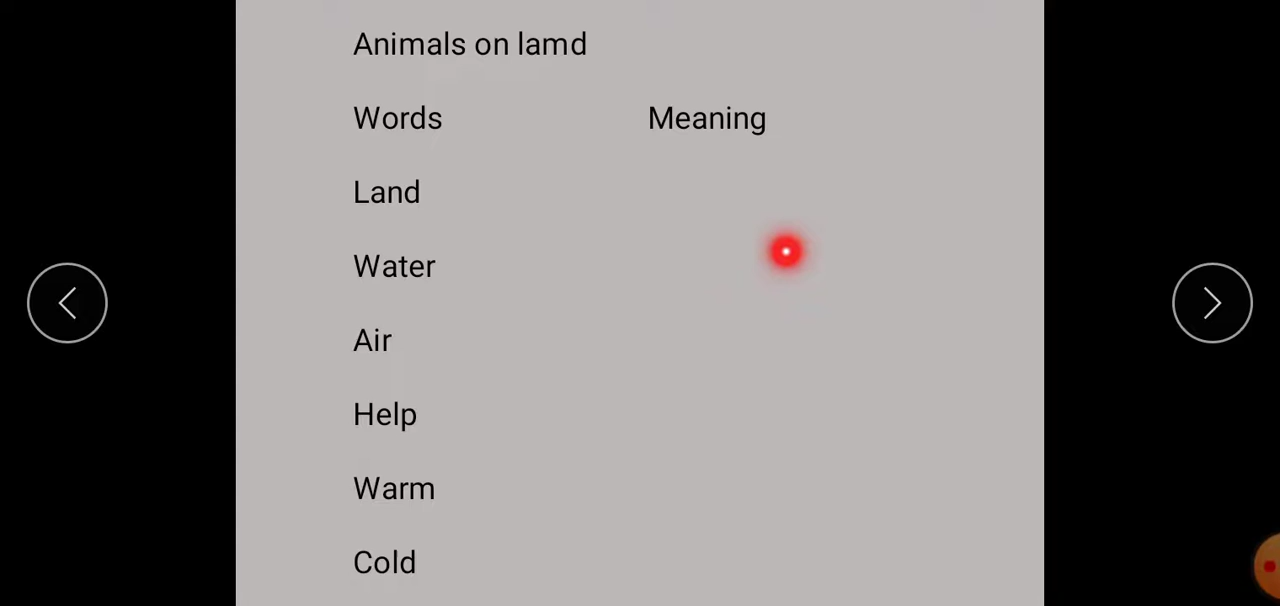 Animals on lamd
Words Meaning
Land
Water
Air
Help
Warm
Cold